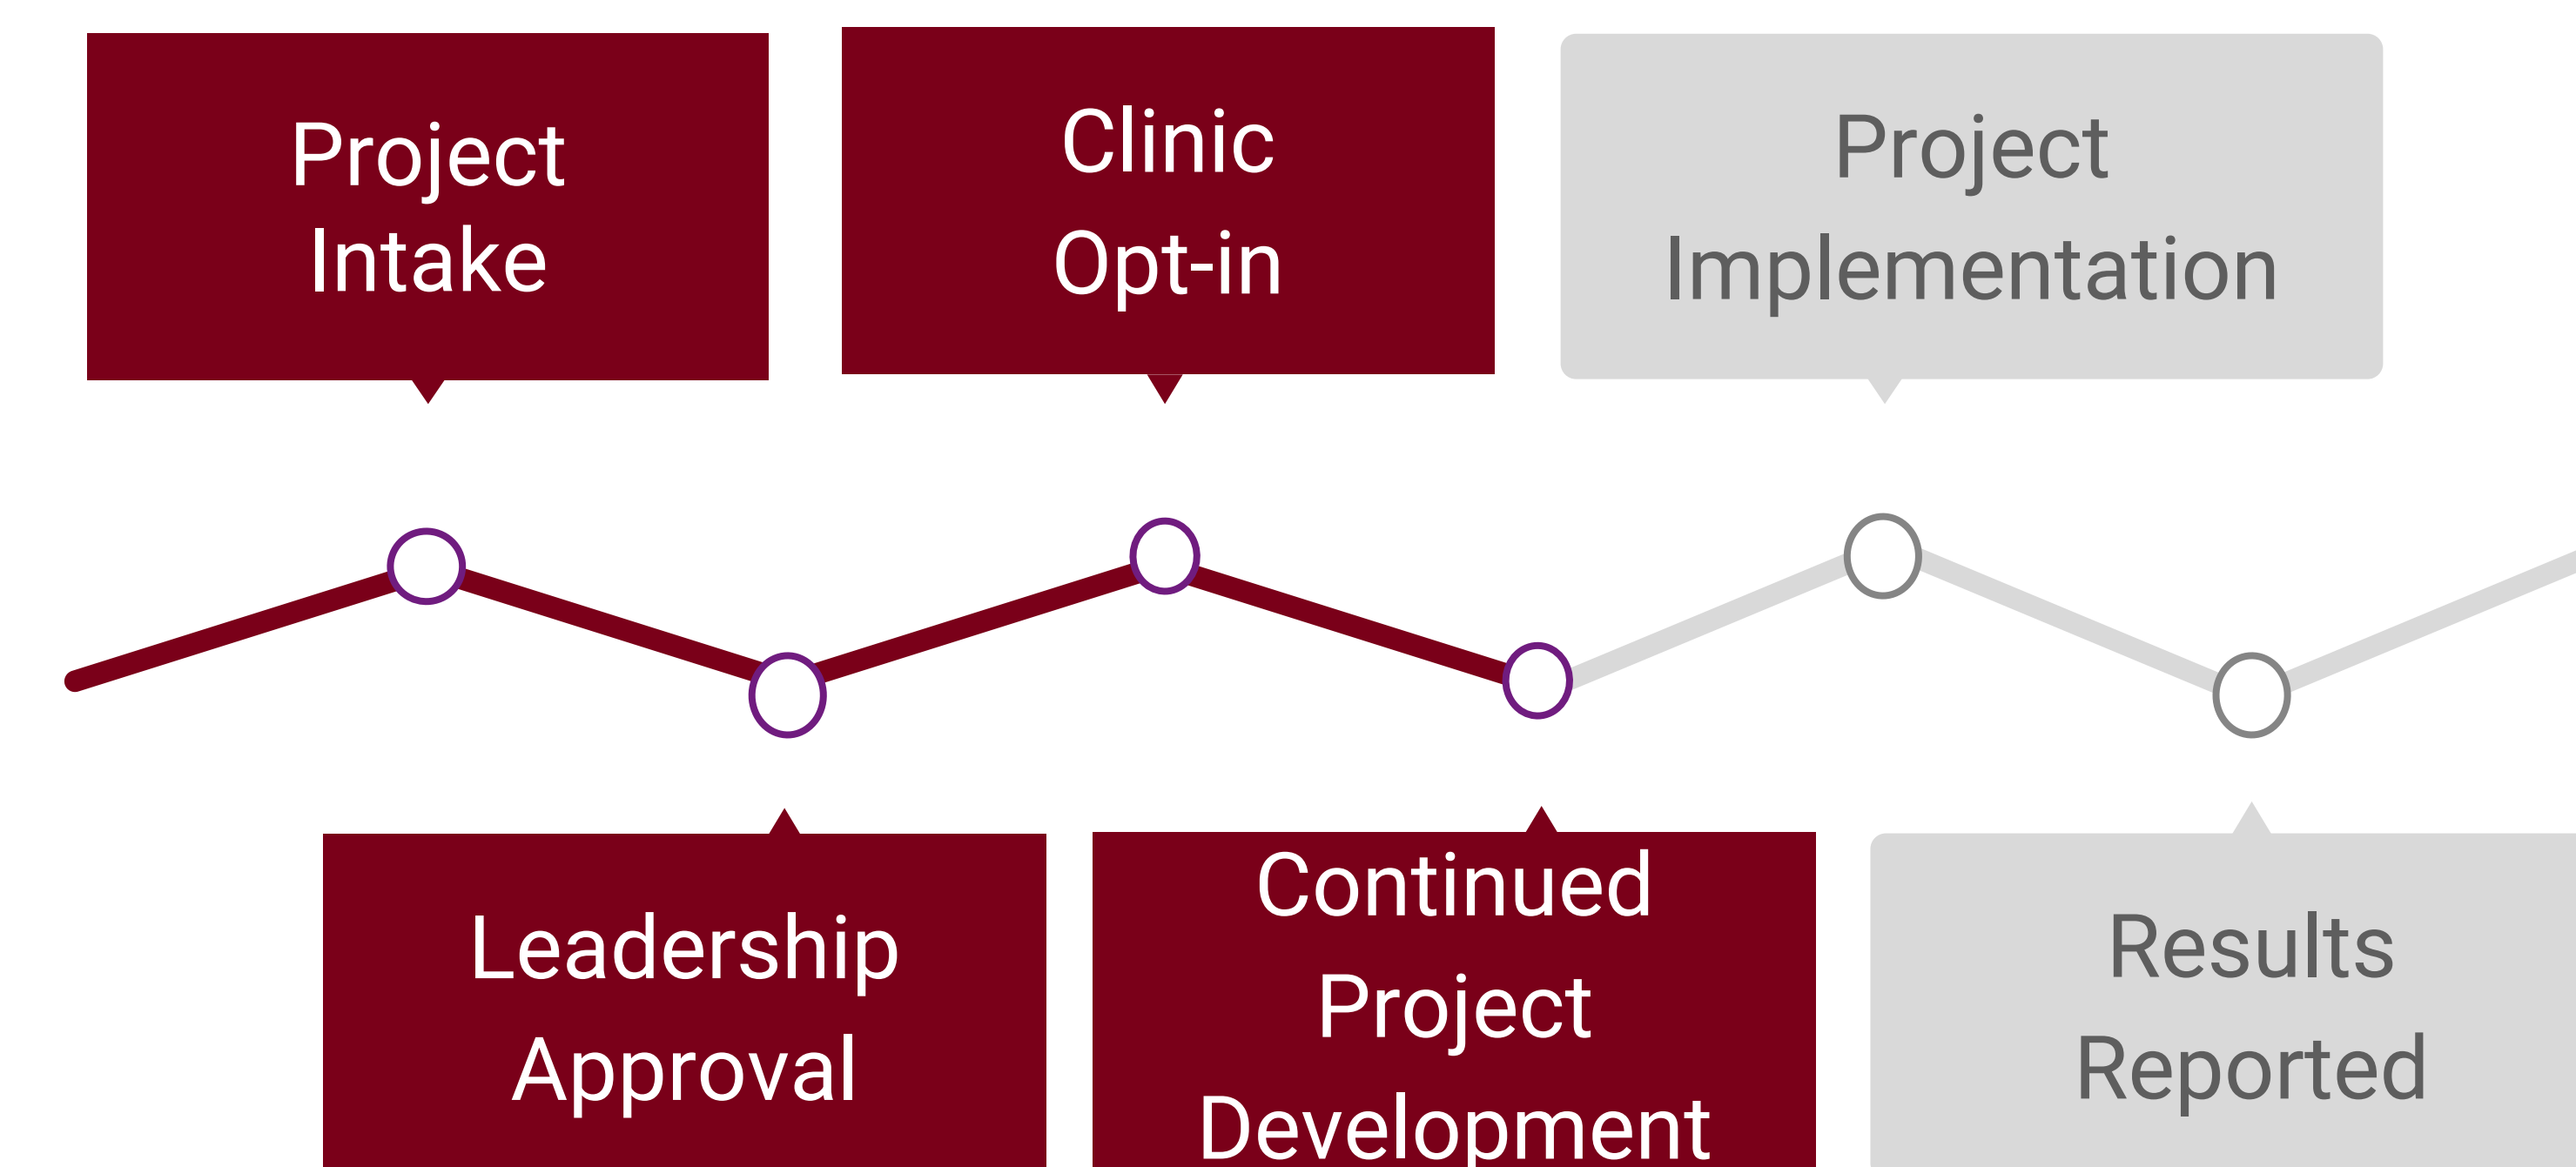 Project
Intake
Clinic
Opt-in
Project
Implementation
Leadership
Approval
Continued
Project
Development
Results
Reported